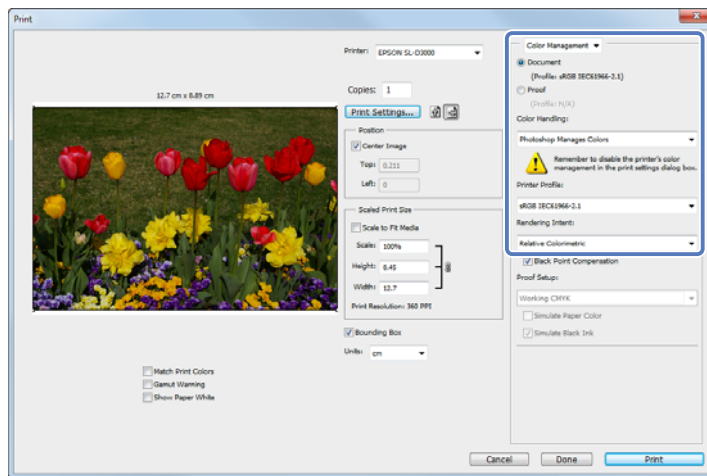 Print
12.7 cm x 8.89 cm
Match Print Colors
Gamut Warning
Show Paper White
Printer: EPSON SL-D3000
Copies: 1
Print Settings...
Position
Center Image
Top: 0.211
Left: 0
Scaled Print Size
Scale to Fit Media
Scale: 100%
Height: 8.45
Width: 12.7
Print Resolution: 360 PPI
Bounding Box
Units: cm
Color Management
Document
(Profile: sRGB IEC61966-2.1)
Proof
(Profile: N/A)
Color Handling:
Photoshop Manages Colors
Remember to disable the printer's color
management in the print settings dialog box.
Printer Profile:
sRGB IEC61966-2.1
Rendering Intent:
Relative Colorimetric
Black Point Compensation
Proof Setup:
Working CMYK
Simulate Paper Color
Simulate Black Ink
Cancel
Done
Print